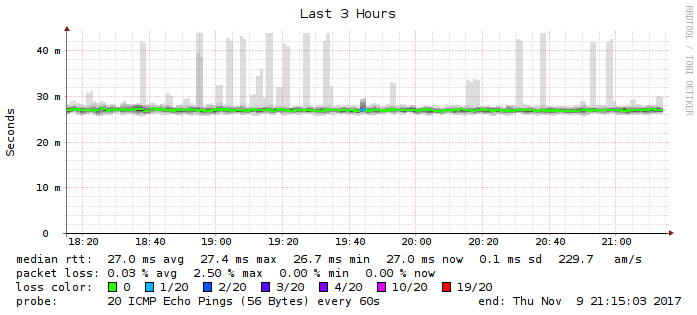 Last 3 Hours
RRDTOOL / TOBI OETIKER
Seconds
40 m
30 m
20 m
10 m
0
18:20 18:40 19:00 19:20 19:40 20:00 20:20 20:40 21:00
median rtt: 27.0 ms avg 27.4 ms max 26.7 ms min 27.0 ms now 0.1 ms sd 229.7 am/s
packet loss: 0.03 % avg 2.50 % max 0.00 % min 0.00 % now
loss color: 0 1/20 2/20 3/20 4/20 10/20 19/20
probe: 20 ICMP Echo Pings (56 Bytes) every 60s end: Thu Nov 9 21:15:03 2017